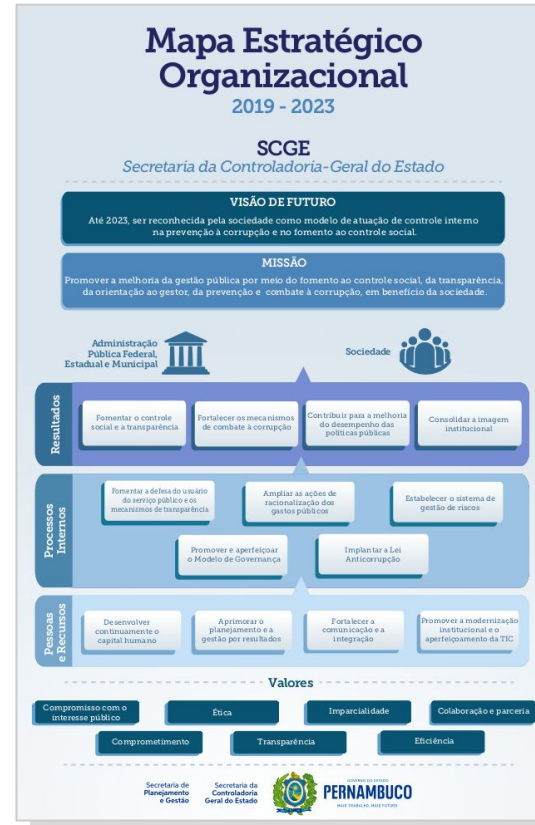 Mapa Estratégico
Organizacional
2019 - 2023
SCGE
Secretaria da Controladoria-Geral do Estado
VISÃO DE FUTURO
Até 2023, ser reconhecida pela sociedade como modelo de atuação de controle interno
na prevenção à corrupção e no fomento ao controle social.
MISSÃO
Promover a melhoria da gestão pública por meio do fomento ao controle social, da transparência,
da orientação ao gestor, da prevenção e combate à corrupção, em benefício da sociedade.
Administração
Pública Federal,
Estadual e Municipal
Sociedade
Resultados
Fomentar o controle
social e a transparência
Fortalecer os mecanismos
de combate à corrupção
Contribuir para a melhoria
do desempenho das
políticas públicas
Consolidar a imagem
institucional
Processos
Internos
Fomentar a defesa do usuário
do serviço público e os
mecanismos de transparência
Ampliar as ações de
racionalização dos
gastos públicos
Estabelecer o sistema de
gestão de riscos
Promover e aperfeiçoar
o Modelo de Governança
Implantar a Lei
Anticorrupção
Pessoas
e Recursos
Desenvolver
continuamente o
capital humano
Aprimorar o
planejamento e a
gestão por resultados
Fortalecer a
comunicação e a
integração
Promover a modernização
institucional e o
aperfeiçoamento da TIC
Valores
Compromisso com o
interesse público
Ética
Imparcialidade
Colaboração e parceria
Comprometimento
Transparência
Eficiência
Secretaria de
Planejamento
e Gestão
Secretaria da
Controladoria
Geral do Estado
GOVERNO DO ESTADO
PERNAMBUCO
MAIS TRABALHO, MAIS FUTURO.